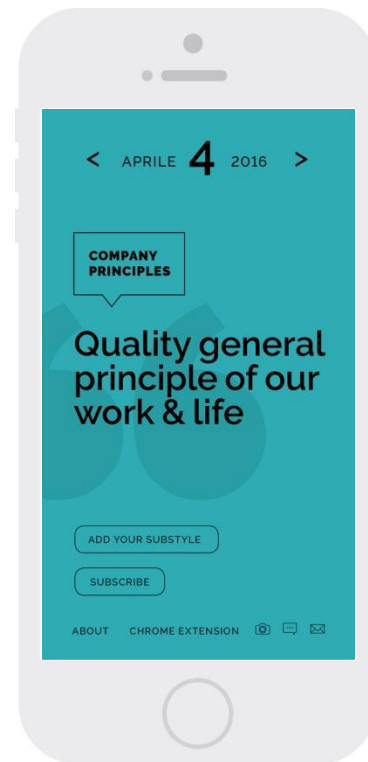 < APRILE 4 2016 >
COMPANY
PRINCIPLES
Quality general
principle of our
work & life
ADD YOUR SUBSTYLE
SUBSCRIBE
ABOUT CHROME EXTENSION